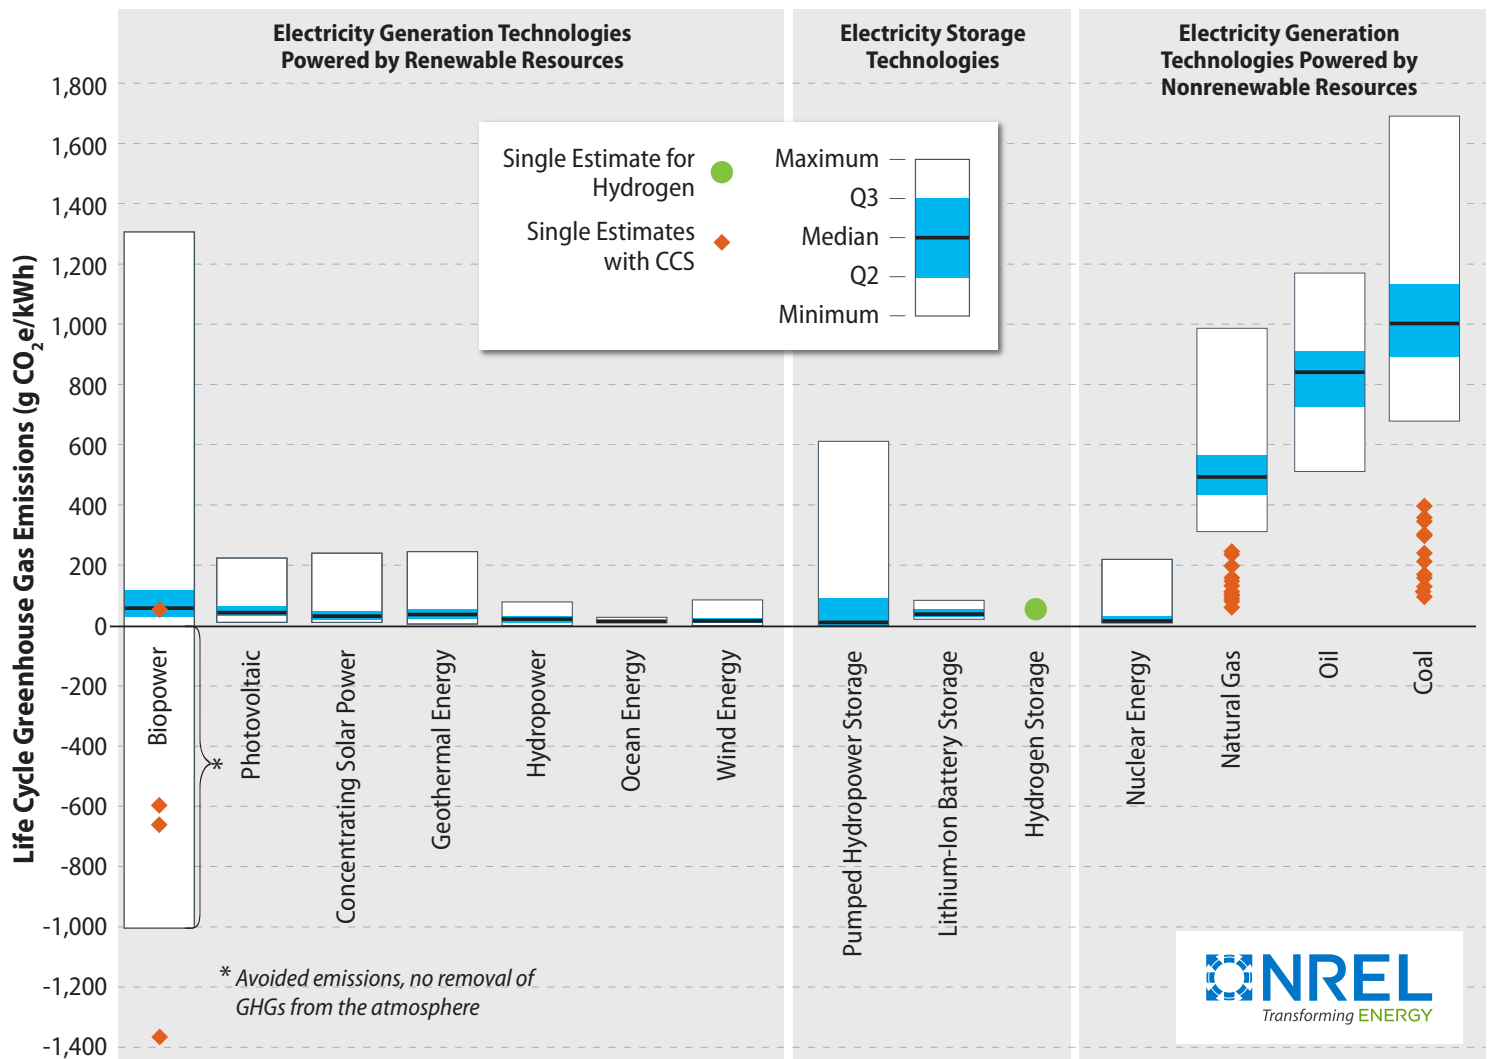 Electricity Generation Technologies
Powered by Renewable Resources
Electricity Storage
Technologies
Electricity Generation
Technologies Powered by
Nonrenewable Resources
Life Cycle Greenhouse Gas Emissions (g CO2e/kWh)
1,800
1,600
1,400
1,200
1,000
800
600
400
200
0
-200
-400
-600
-800
-1,000
-1,200
-1,400
Single Estimate for
Hydrogen
Single Estimates
with CCS
Maximum
Q3
Median
Q2
Minimum
Biopower
*
Photovoltaic
Concentrating Solar Power
Geothermal Energy
Hydropower
Ocean Energy
Wind Energy
Pumped Hydropower Storage
Lithium-Ion Battery Storage
Hydrogen Storage
Nuclear Energy
Natural Gas
Oil
Coal
* Avoided emissions, no removal of
GHGs from the atmosphere
NREL
Transforming ENERGY